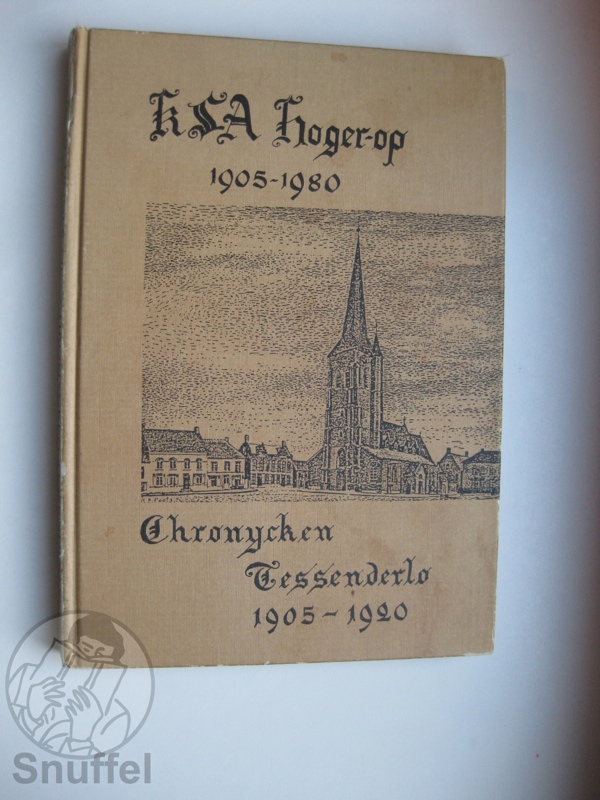 KSA Hoger-op
1905-1980
Chronycken
Tessenderlo
1905-1920
Snuffel